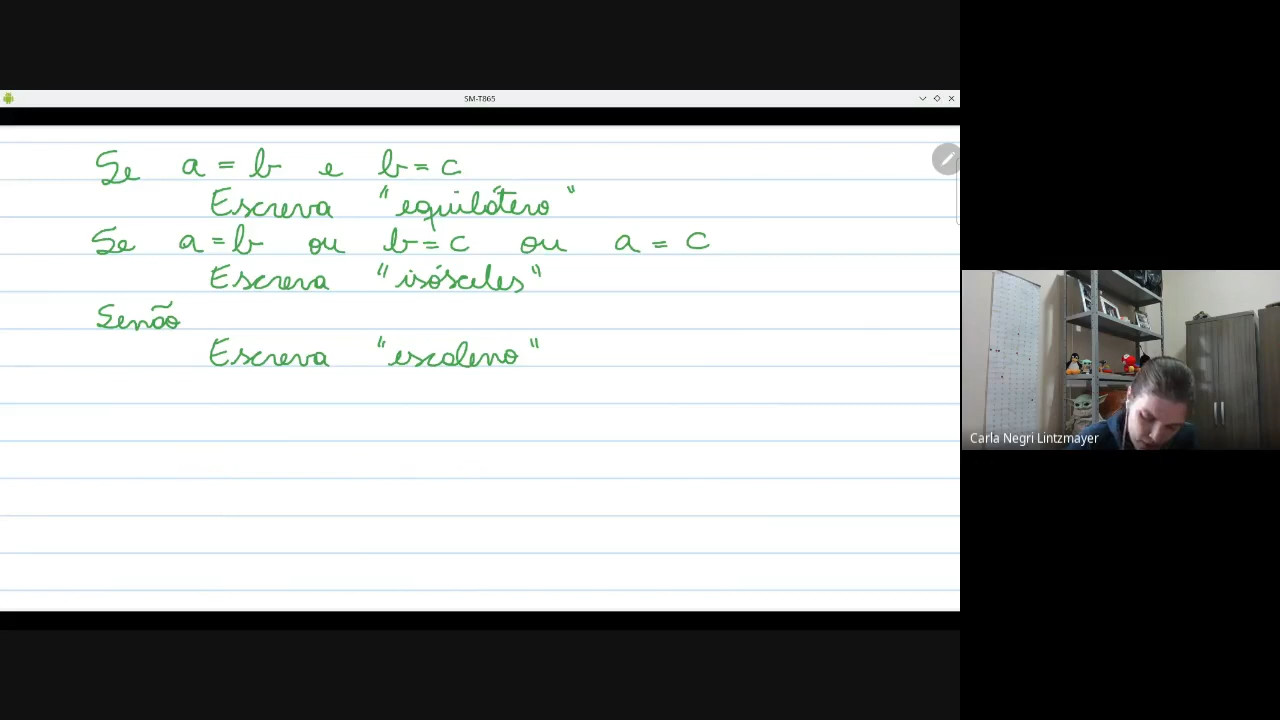 SM-T865
Se a = b e b = c
Escreva "equilátero"
Se a = b ou b = c ou a = c
Escreva "isósceles"
Senão
Escreva "escaleno"
Carla Negri Lintzmayer